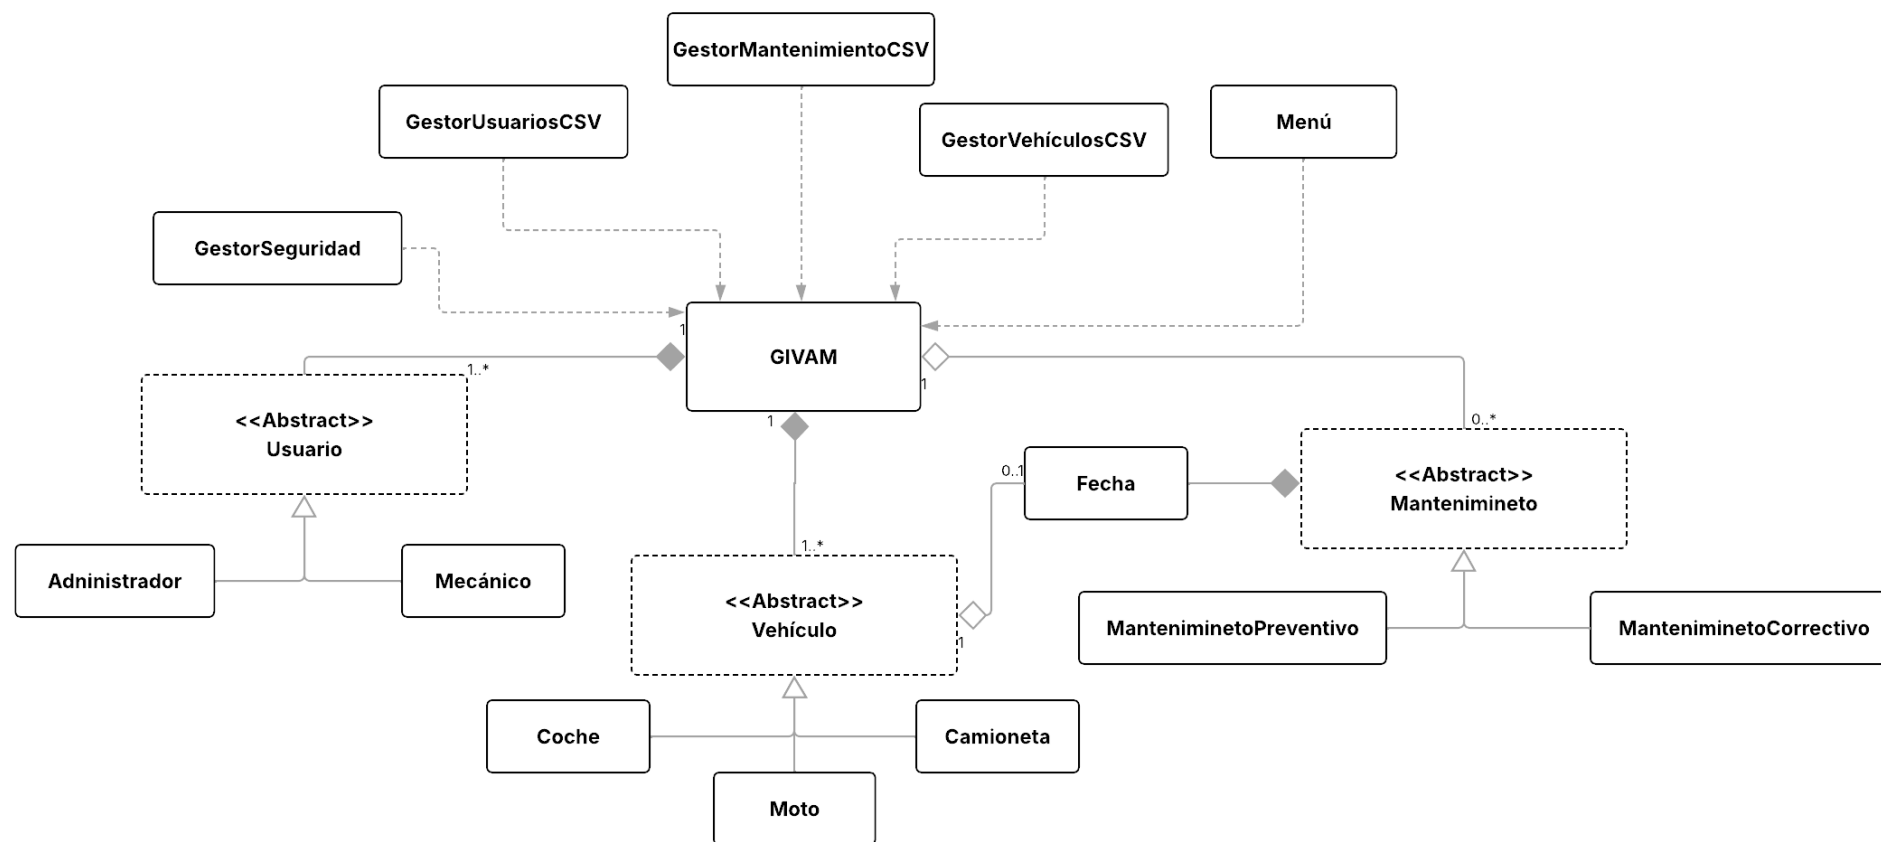 GestorMantenimientoCSV
GestorUsuariosCSV
GestorVehículosCSV
Menú
GestorSeguridad
1
GIVAM
1..*
1
1
<<Abstract>>
Usuario
0..*
<<Abstract>>
Mantenimineto
0..1
Fecha
1..*
Adninistrador
Mecánico
<<Abstract>>
Vehículo
1
ManteniminetoPreventivo
ManteniminetoCorrectivo
Coche
Camioneta
Moto